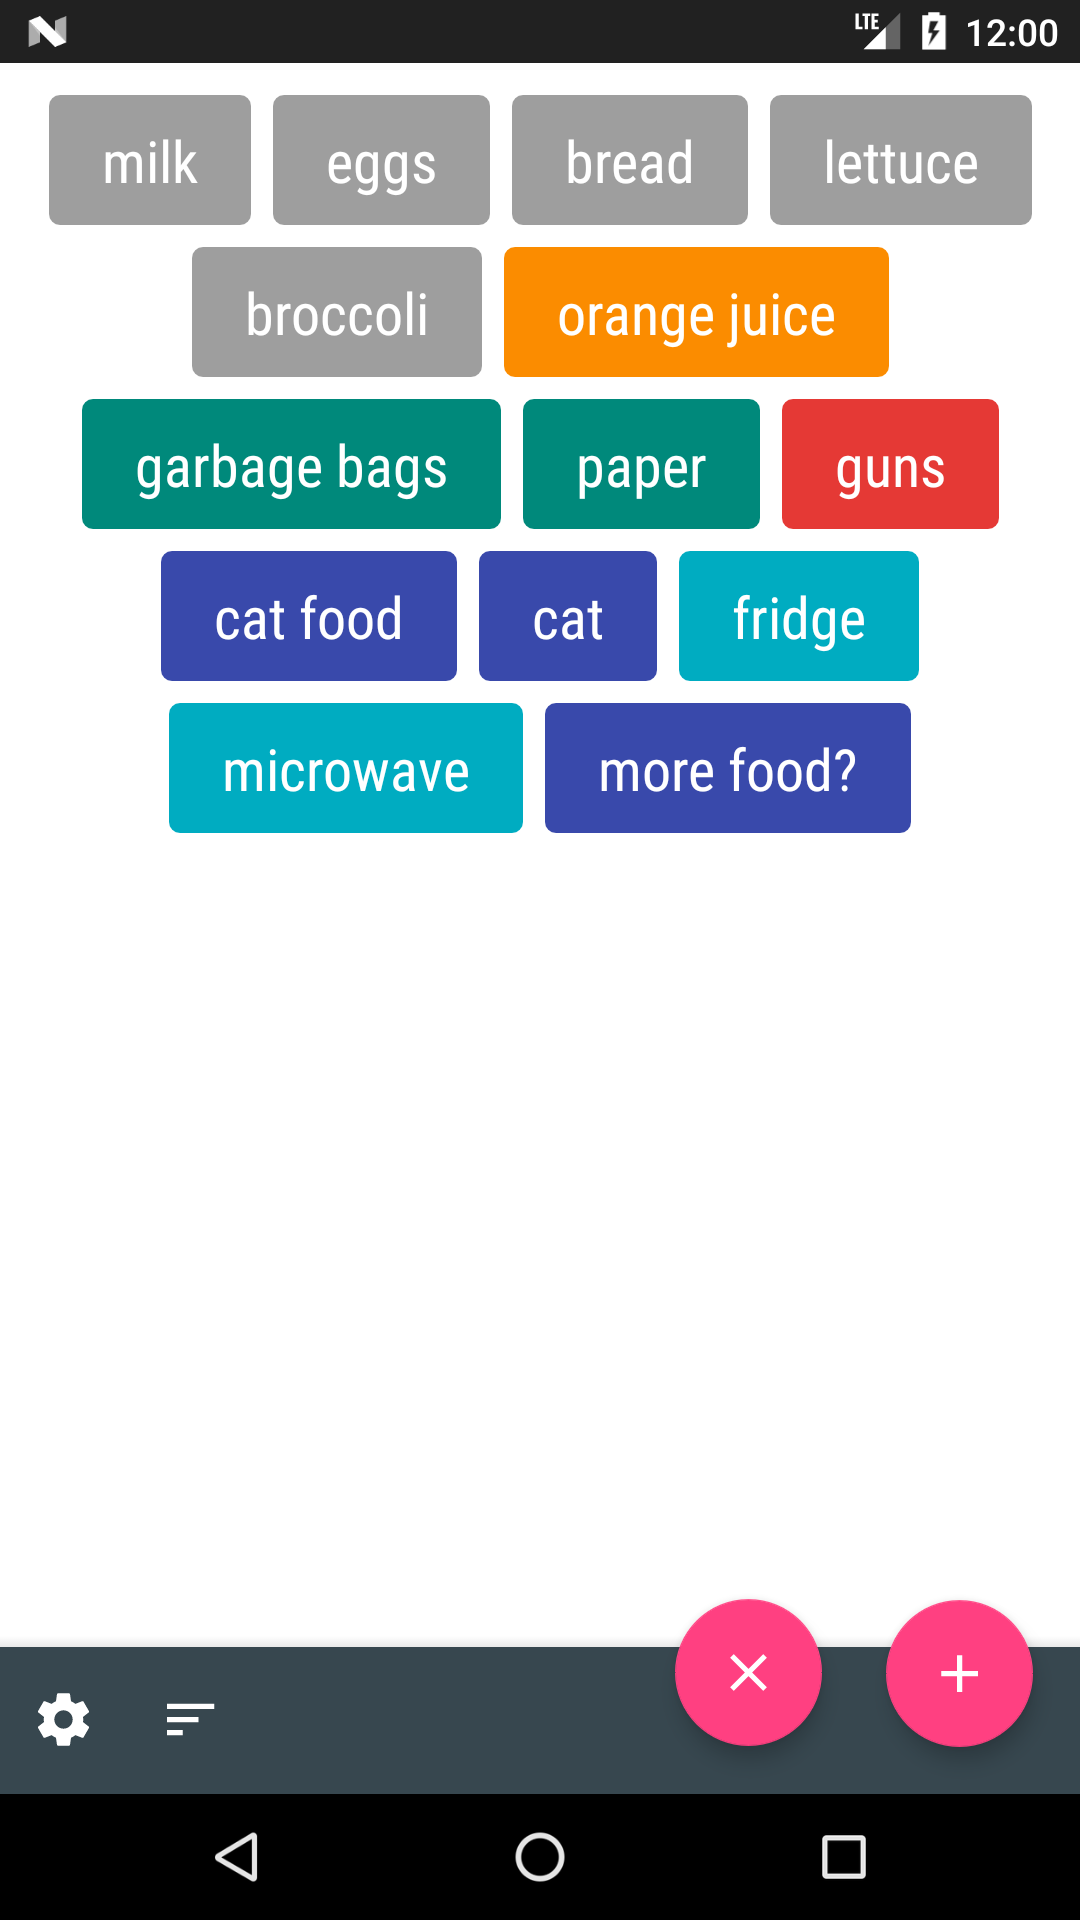 LTE 12:00
milk eggs bread lettuce
broccoli orange juice
garbage bags paper guns
cat food cat fridge
microwave more food?